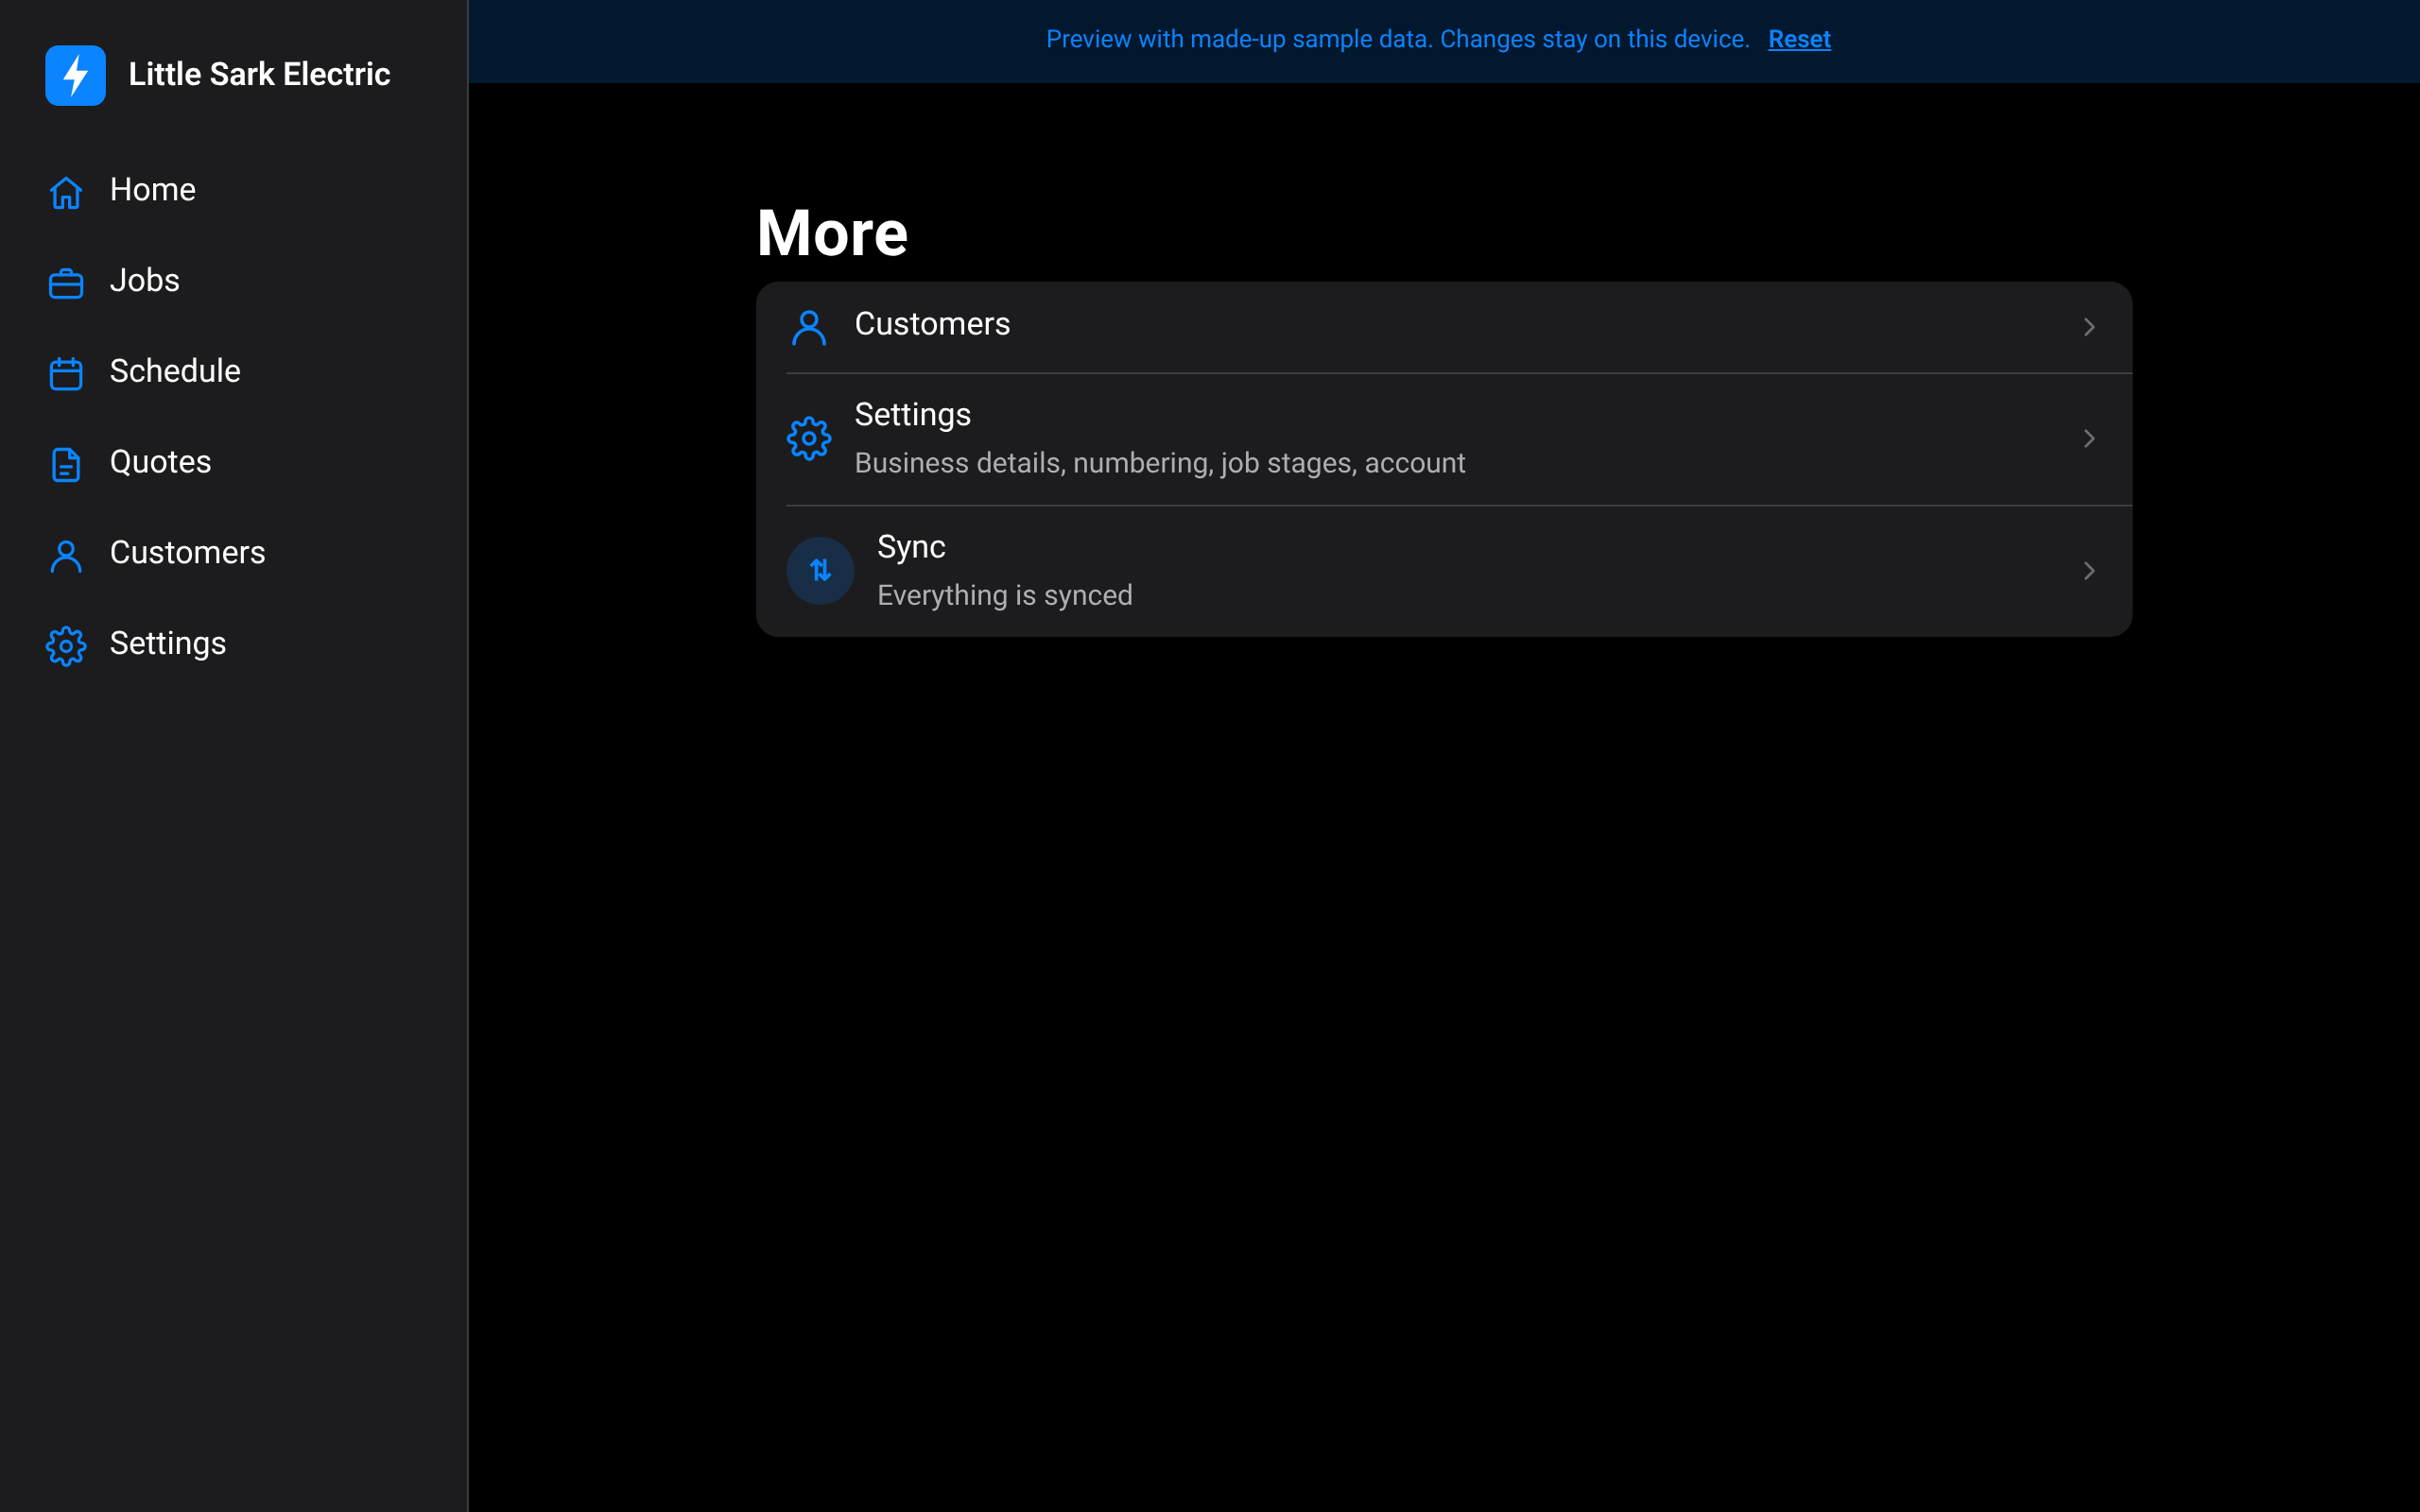 Little Sark Electric
Home
Jobs
Schedule
Quotes
Customers
Settings
Preview with made-up sample data. Changes stay on this device. Reset
More
Customers
Settings
Business details, numbering, job stages, account
Sync
Everything is synced